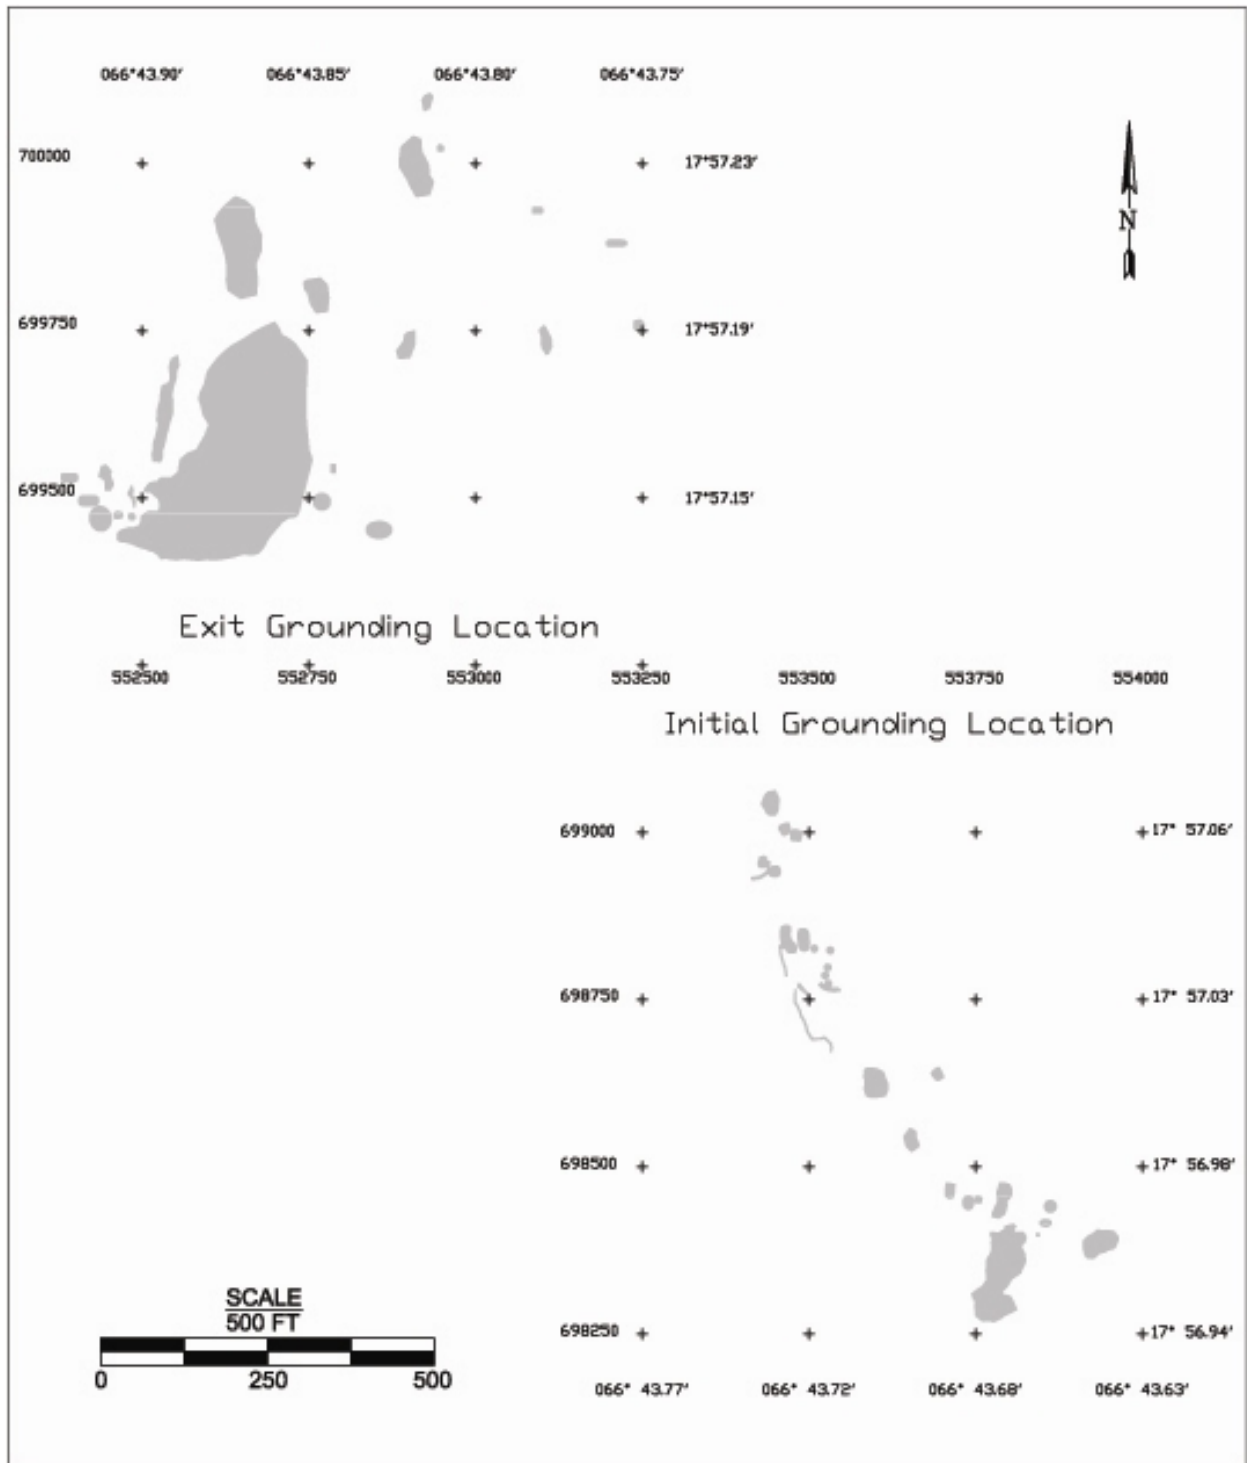 066°43.90' 066°43.85' 066°43.80' 066°43.75'
700000 17°57.23'
N
699750 17°57.19'
699500 17°57.15'
Exit Grounding Location
552500 552750 553000 553250 553500 553750 554000
Initial Grounding Location
699000 17° 57.06'
698750 17° 57.03'
698500 17° 56.98'
SCALE
500 FT
698250 17° 56.94'
0 250 500
066° 43.77' 066° 43.72' 066° 43.68' 066° 43.63'